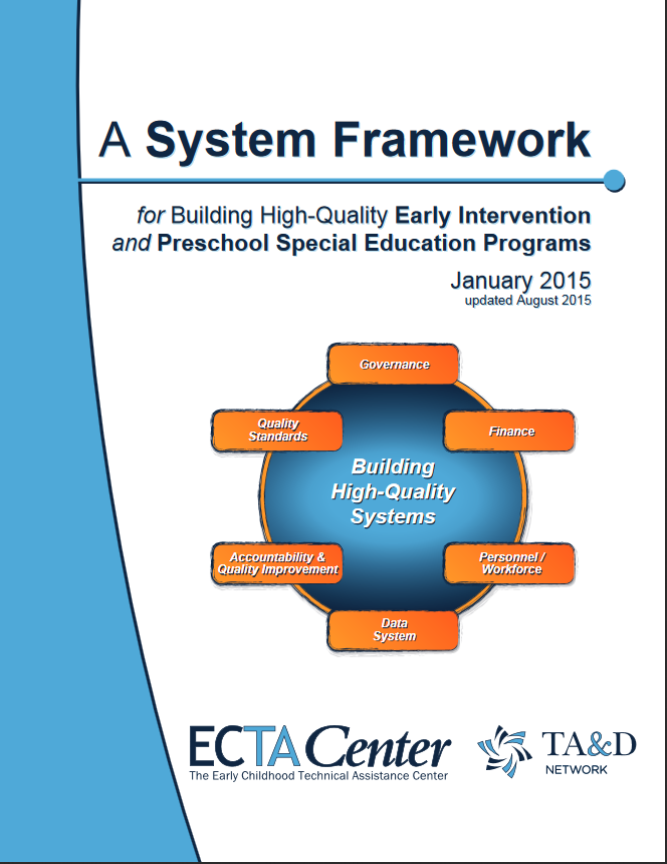 A System Framework
for Building High-Quality Early Intervention
and Preschool Special Education Programs
January 2015
updated August 2015
Governance
Quality
Standards
Finance
Building
High-Quality
Systems
Accountability &
Quality Improvement
Personnel /
Workforce
Data
System
ECTA Center
The Early Childhood Technical Assistance Center
TA&D
NETWORK